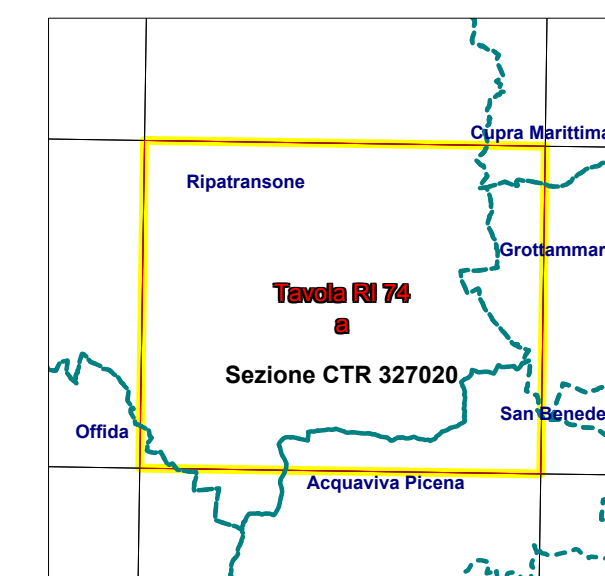 Cupra Marittima
Ripatransone
Grottammar
Tavola RI 74
a
Sezione CTR 327020
San Benede
Offida
Acquaviva Picena